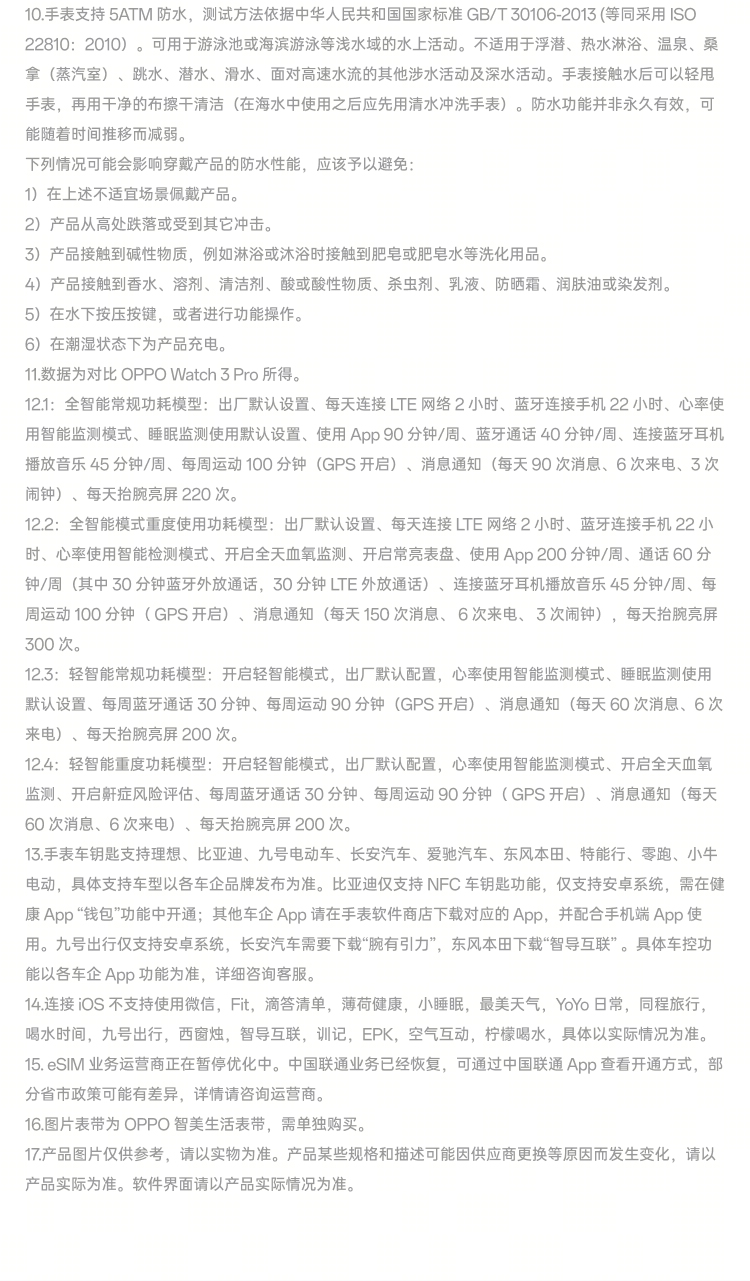 10.手表支持 5ATM 防水，测试方法依据中华人民共和国国家标准 GB/T 30106-2013 (等同采用 ISO
22810：2010）。可用于游泳池或海滨游泳等浅水域的水上活动。不适用于浮潜、热水淋浴、温泉、桑
拿（蒸汽室）、跳水、潜水、滑水、面对高速水流的其他涉水活动及深水活动。手表接触水后可以轻甩
手表，再用干净的布擦干清洁（在海水中使用之后应先用清水冲洗手表）。防水功能并非永久有效，可
能随着时间推移而减弱。
下列情况可能会影响穿戴产品的防水性能，应该予以避免：
1）在上述不适宜场景佩戴产品。
2）产品从高处跌落或受到其它冲击。
3）产品接触到碱性物质，例如淋浴或沐浴时接触到肥皂或肥皂水等洗化用品。
4）产品接触到香水、溶剂、清洁剂、酸或酸性物质、杀虫剂、乳液、防晒霜、润肤油或染发剂。
5）在水下按压按键，或者进行功能操作。
6）在潮湿状态下为产品充电。
11.数据为对比 OPPO Watch 3 Pro 所得。
12.1：全智能常规功耗模型：出厂默认设置、每天连接 LTE 网络 2 小时、蓝牙连接手机 22 小时、心率使
用智能监测模式、睡眠监测使用默认设置、使用 App 90 分钟/周、蓝牙通话 40 分钟/周、连接蓝牙耳机
播放音乐 45 分钟/周、每周运动 100 分钟（GPS 开启）、消息通知（每天 90 次消息、6 次来电、3 次
闹钟）、每天抬腕亮屏 220 次。
12.2：全智能模式重度使用功耗模型：出厂默认设置、每天连接 LTE 网络 2 小时、蓝牙连接手机 22 小
时、心率使用智能检测模式、开启全天血氧监测、开启常亮表盘、使用 App 200 分钟/周、通话 60 分
钟/周（其中 30 分钟蓝牙外放通话，30 分钟 LTE 外放通话）、连接蓝牙耳机播放音乐 45 分钟/周、每
周运动 100 分钟（ GPS 开启）、消息通知（每天 150 次消息、 6 次来电、 3 次闹钟），每天抬腕亮屏
300 次。
12.3：轻智能常规功耗模型：开启轻智能模式，出厂默认配置，心率使用智能监测模式、睡眠监测使用
默认设置、每周蓝牙通话 30 分钟、每周运动 90 分钟（GPS 开启）、消息通知（每天 60 次消息、6 次
来电）、每天抬腕亮屏 200 次。
12.4：轻智能重度功耗模型：开启轻智能模式，出厂默认配置，心率使用智能监测模式、开启全天血氧
监测、开启鼾症风险评估、每周蓝牙通话 30 分钟、每周运动 90 分钟（ GPS 开启）、消息通知（每天
60 次消息、6 次来电）、每天抬腕亮屏 200 次。
13.手表车钥匙支持理想、比亚迪、九号电动车、长安汽车、爱驰汽车、东风本田、特能行、零跑、小牛
电动，具体支持车型以各车企品牌发布为准。比亚迪仅支持 NFC 车钥匙功能，仅支持安卓系统，需在健
康 App “钱包”功能中开通；其他车企 App 请在手表软件商店下载对应的 App，并配合手机端 App 使
用。九号出行仅支持安卓系统，长安汽车需要下载“腕有引力”，东风本田下载“智导互联” 。具体车控功
能以各车企 App 功能为准，详细咨询客服。
14.连接 iOS 不支持使用微信，Fit，滴答清单，薄荷健康，小睡眠，最美天气，YoYo 日常，同程旅行，
喝水时间，九号出行，西窗烛，智导互联，训记，EPK，空气互动，柠檬喝水，具体以实际情况为准。
15. eSIM 业务运营商正在暂停优化中。中国联通业务已经恢复，可通过中国联通 App 查看开通方式，部
分省市政策可能有差异，详情请咨询运营商。
16.图片表带为 OPPO 智美生活表带，需单独购买。
17.产品图片仅供参考，请以实物为准。产品某些规格和描述可能因供应商更换等原因而发生变化，请以
产品实际为准。软件界面请以产品实际情况为准。